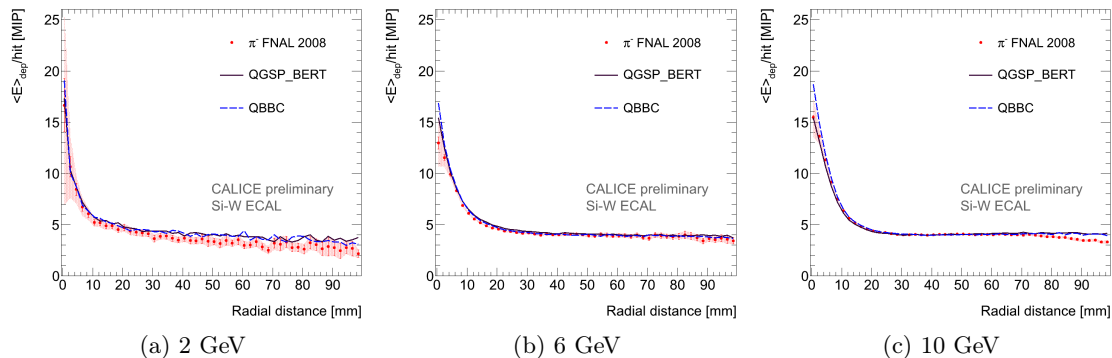 <E>dep/hit [MIP]
25
20
15
10
5
0
π- FNAL 2008
QGSP_BERT
QBBC
CALICE preliminary
Si-W ECAL
0 10 20 30 40 50 60 70 80 90
Radial distance [mm]
(a) 2 GeV
<E>dep/hit [MIP]
25
20
15
10
5
0
π- FNAL 2008
QGSP_BERT
QBBC
CALICE preliminary
Si-W ECAL
0 10 20 30 40 50 60 70 80 90
Radial distance [mm]
(b) 6 GeV
<E>dep/hit [MIP]
25
20
15
10
5
0
π- FNAL 2008
QGSP_BERT
QBBC
CALICE preliminary
Si-W ECAL
0 10 20 30 40 50 60 70 80 90
Radial distance [mm]
(c) 10 GeV